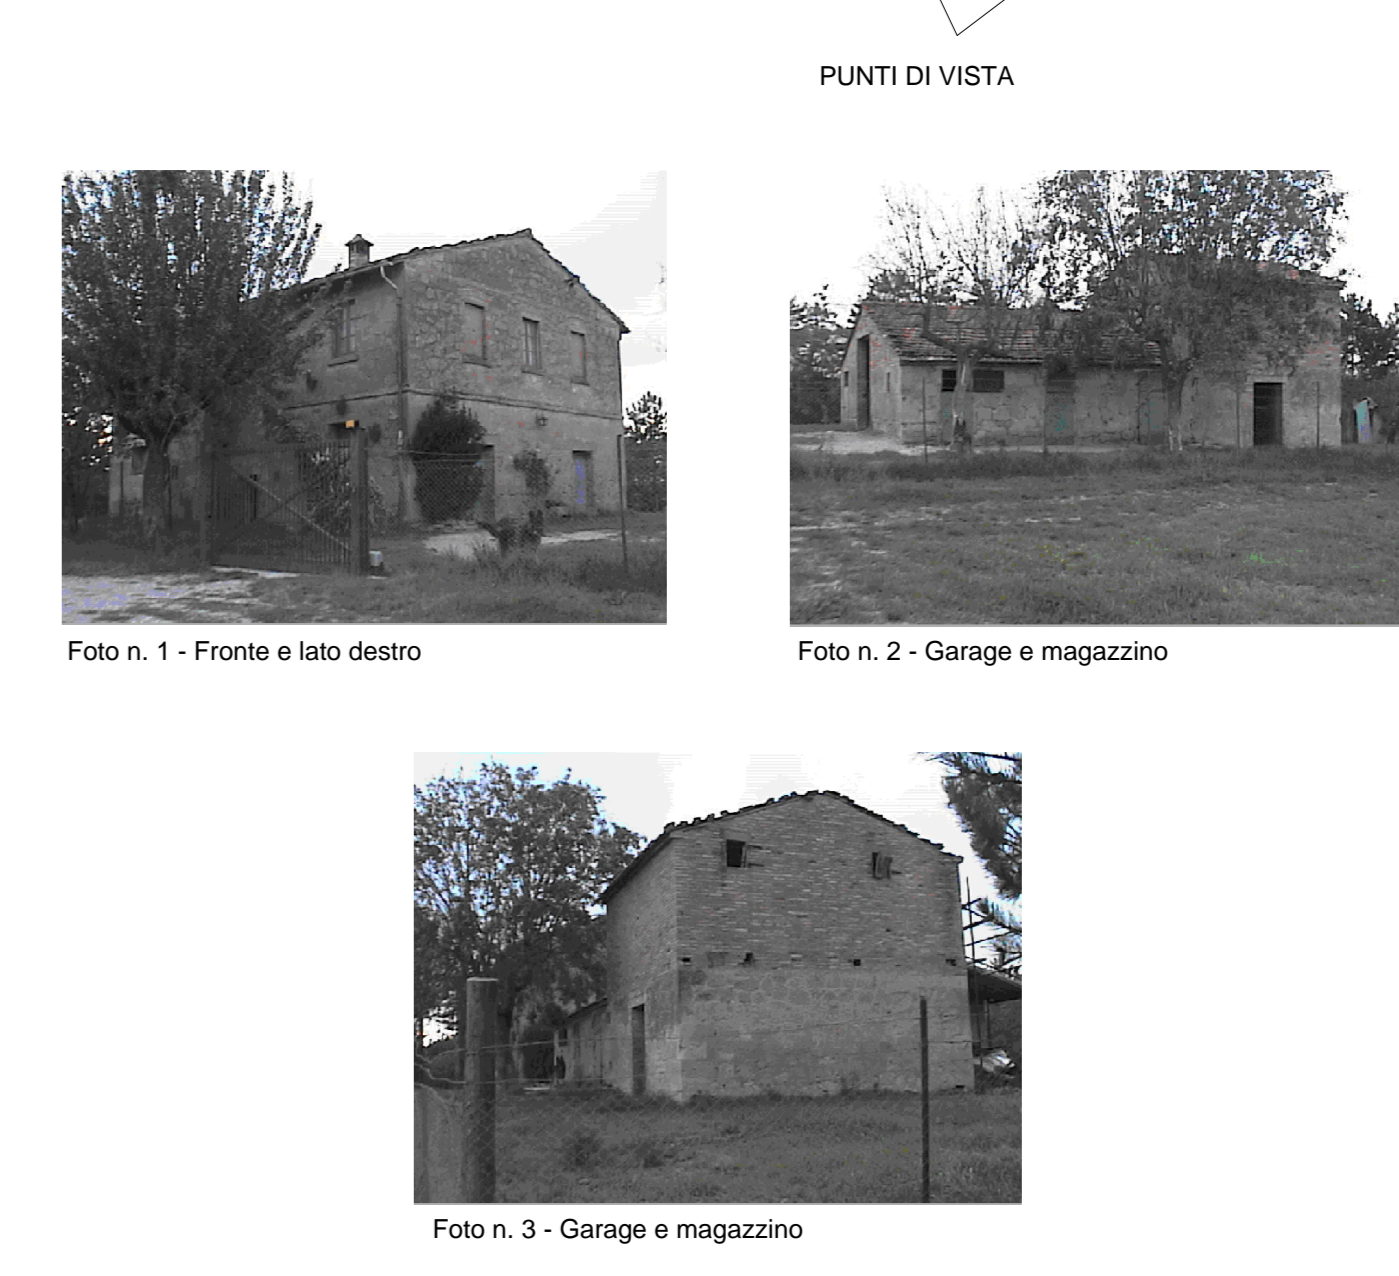 PUNTI DI VISTA
Foto n. 1 - Fronte e lato destro
Foto n. 2 - Garage e magazzino
Foto n. 3 - Garage e magazzino